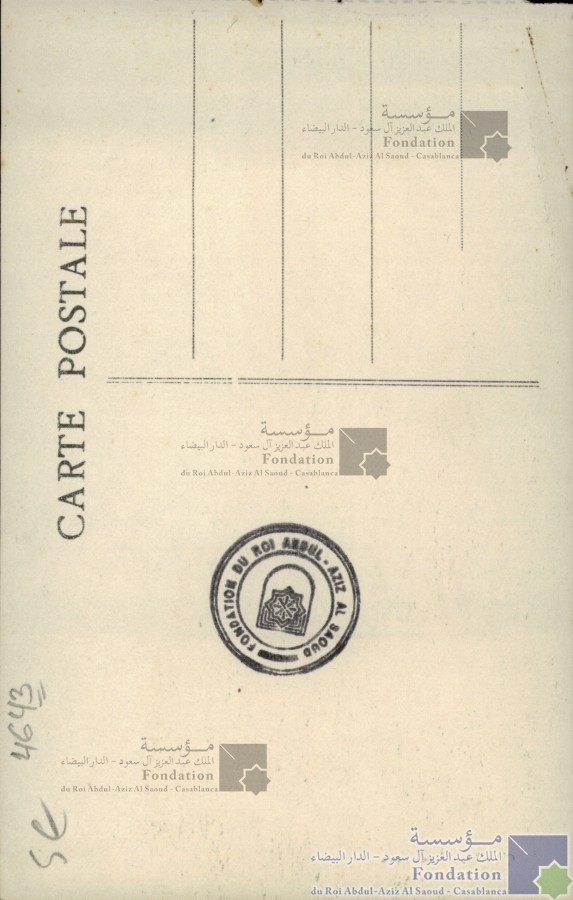 مؤسسة
الملك عبد العزيز آل سعود - الدار البيضاء
Fondation
du Roi Abdul-Aziz Al Saoud - Casablanca
CARTE POSTALE
مؤسسة
الملك عبد العزيز آل سعود - الدار البيضاء
Fondation
du Roi Abdul-Aziz Al Saoud - Casablanca
FONDATION DU ROI ABDUL-AZIZ AL SAOUD
4643
مؤسسة
الملك عبد العزيز آل سعود - الدار البيضاء
Fondation
du Roi Abdul-Aziz Al Saoud - Casablanca
مؤسسة
الملك عبد العزيز آل سعود - الدار البيضاء
Fondation
du Roi Abdul-Aziz Al Saoud - Casablanca